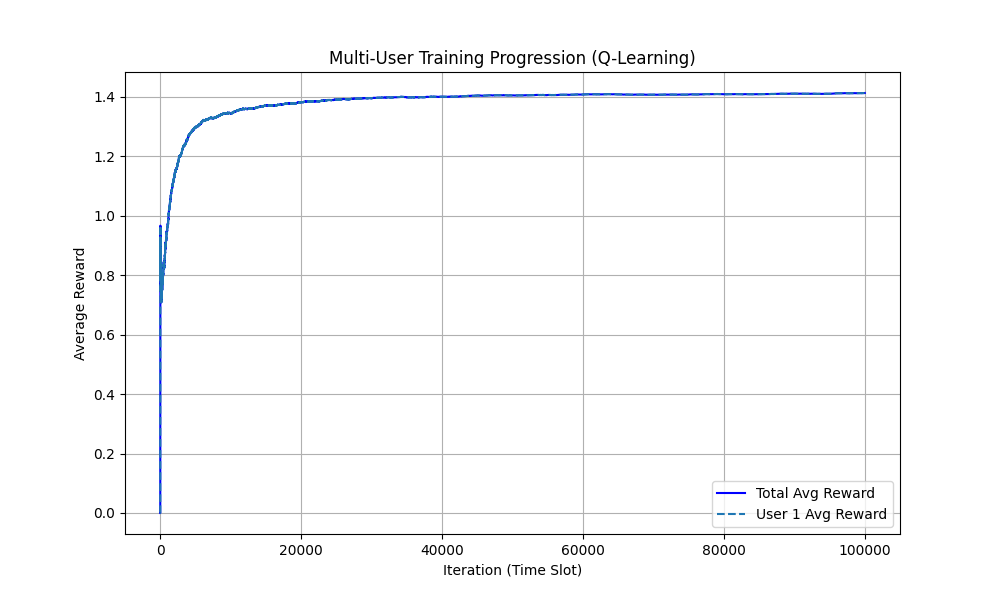 Multi-User Training Progression (Q-Learning)
1.4
1.2
1.0
0.8
0.6
0.4
0.2
0.0
Average Reward
Total Avg Reward
User 1 Avg Reward
0 20000 40000 60000 80000 100000
Iteration (Time Slot)